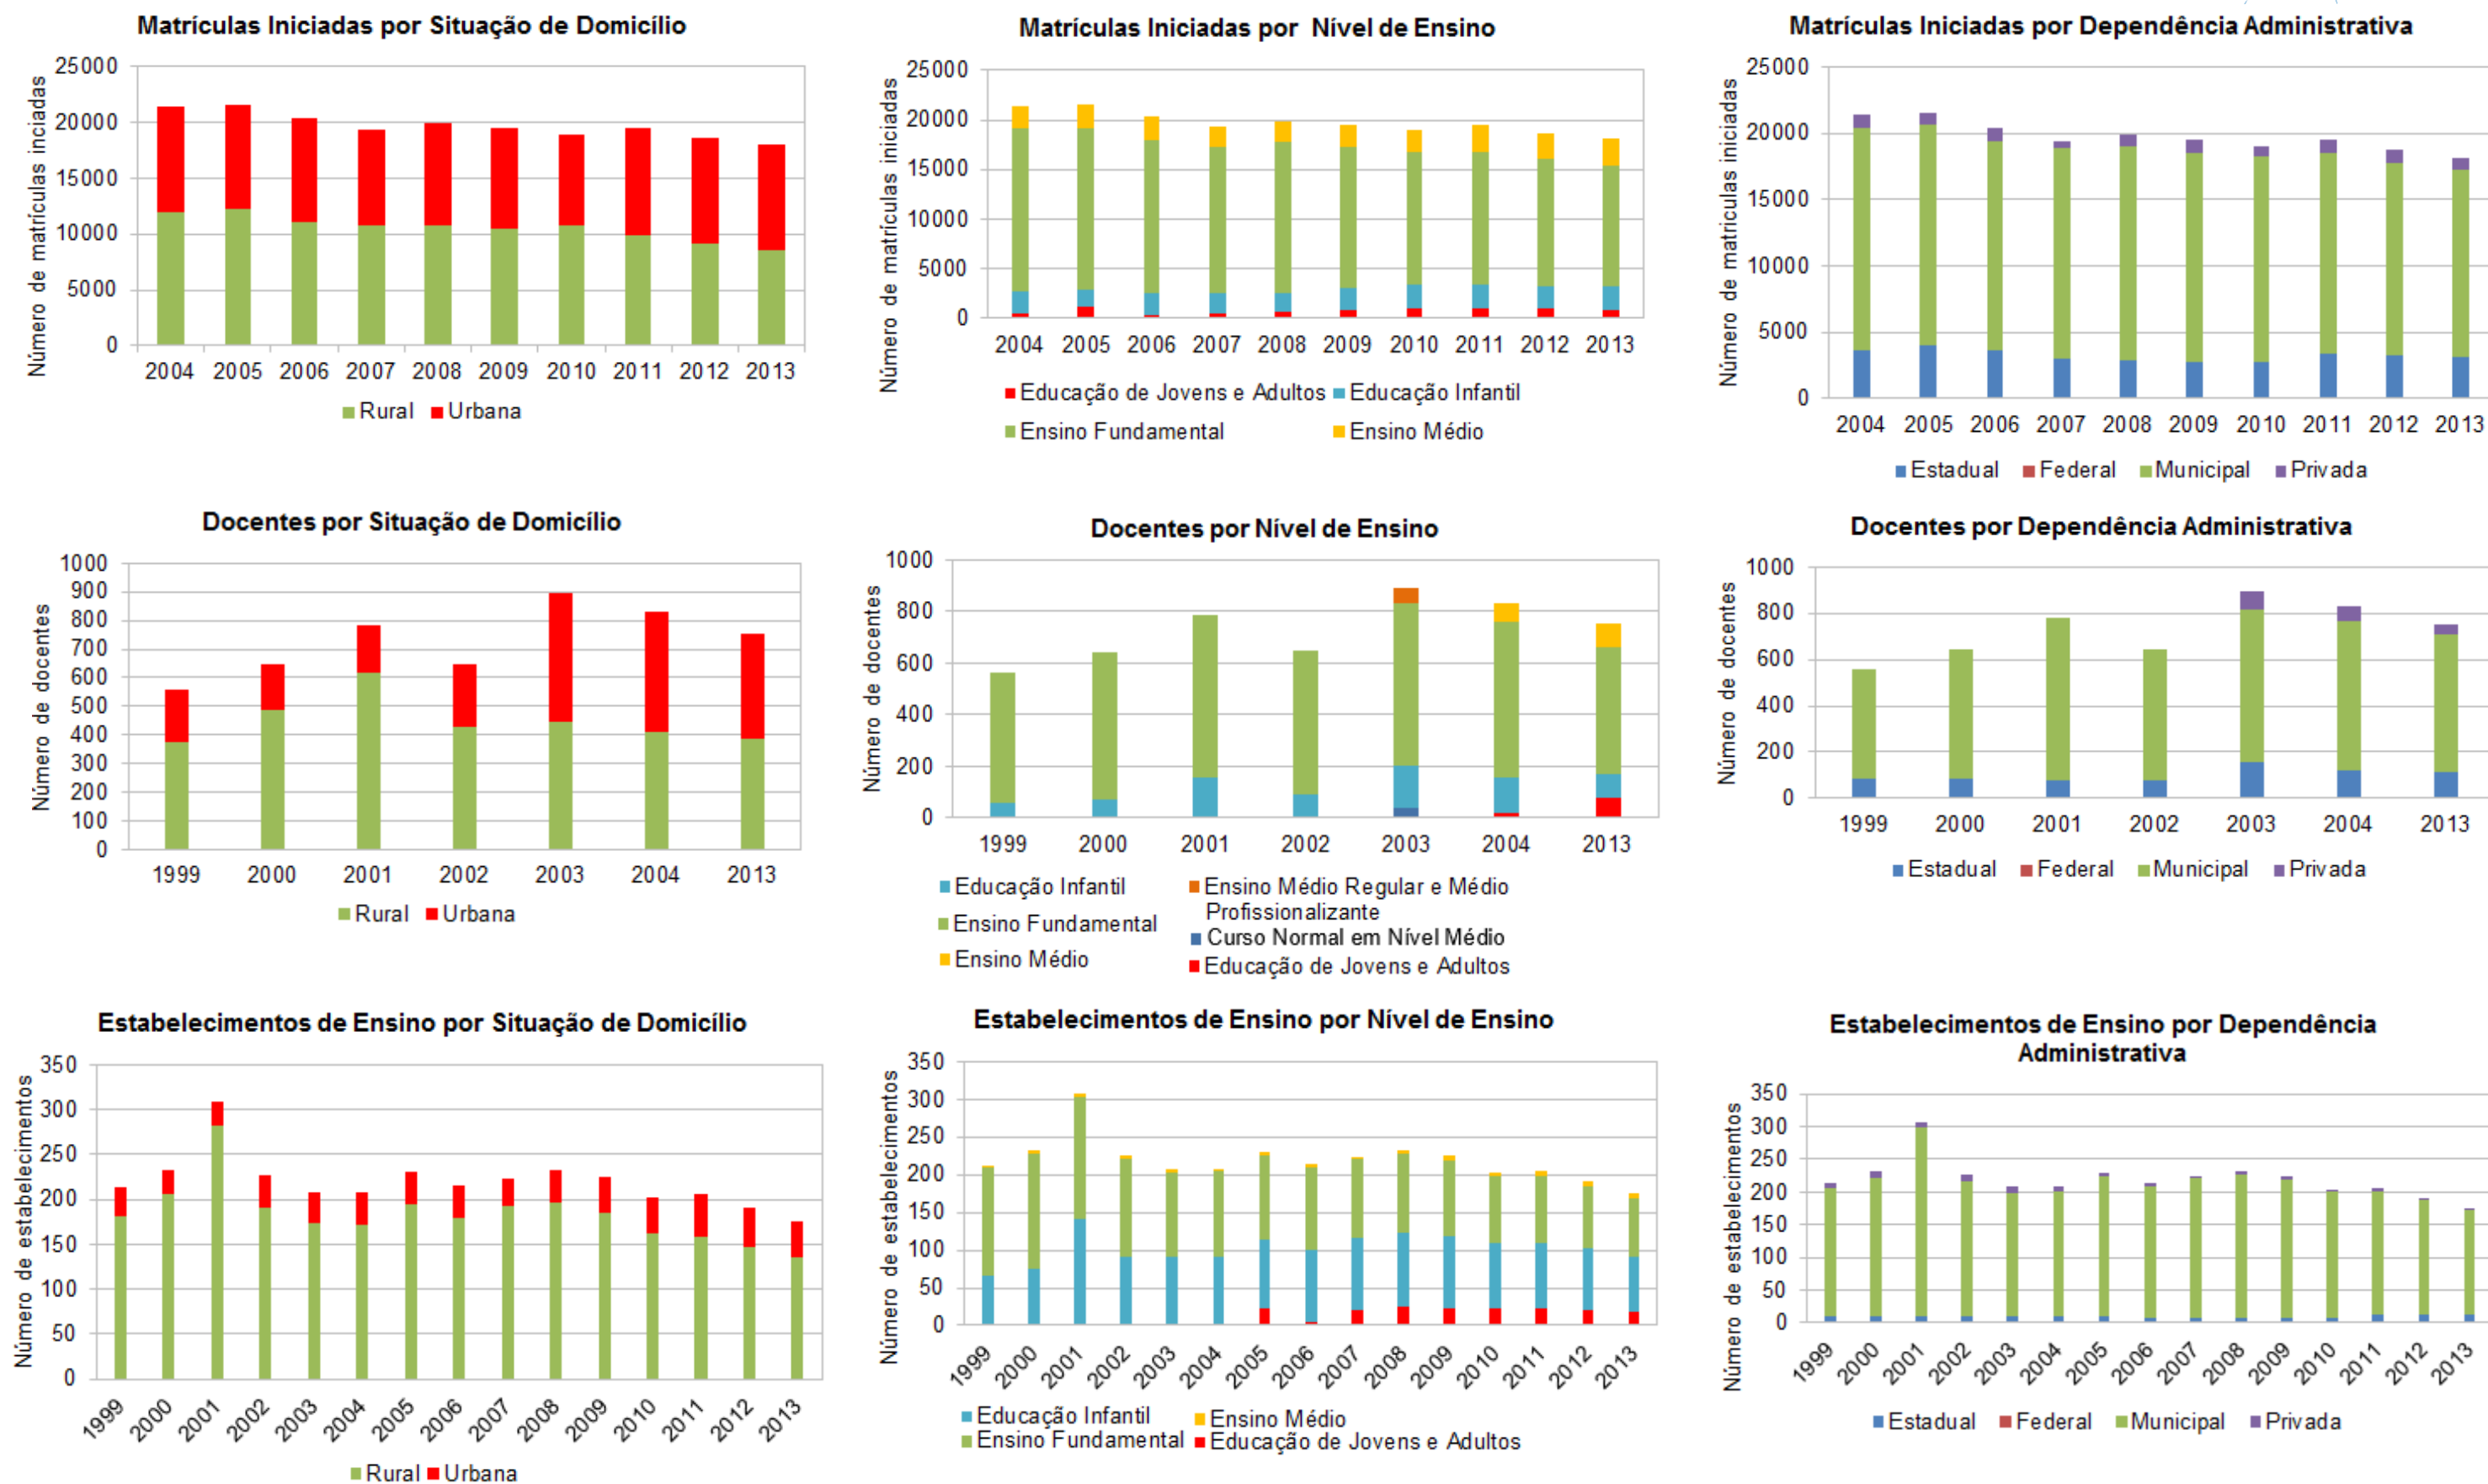 Matrículas Iniciadas por Situação de Domicílio
Número de matrículas iniciadas
25000
20000
15000
10000
5000
0
2004 2005 2006 2007 2008 2009 2010 2011 2012 2013
Rural Urbana
Matrículas Iniciadas por Nível de Ensino
Número de matrículas iniciadas
25000
20000
15000
10000
5000
0
2004 2005 2006 2007 2008 2009 2010 2011 2012 2013
Educação de Jovens e Adultos Educação Infantil
Ensino Fundamental Ensino Médio
Matrículas Iniciadas por Dependência Administrativa
Número de matrículas iniciadas
25000
20000
15000
10000
5000
0
2004 2005 2006 2007 2008 2009 2010 2011 2012 2013
Estadual Federal Municipal Privada
Docentes por Situação de Domicílio
Número de docentes
1000
900
800
700
600
500
400
300
200
100
0
1999 2000 2001 2002 2003 2004 2013
Rural Urbana
Docentes por Nível de Ensino
Número de docentes
1000
800
600
400
200
0
1999 2000 2001 2002 2003 2004 2013
Educação Infantil
Ensino Fundamental
Ensino Médio
Ensino Médio Regular e Médio
Profissionalizante
Curso Normal em Nível Médio
Educação de Jovens e Adultos
Docentes por Dependência Administrativa
Número de docentes
1000
800
600
400
200
0
1999 2000 2001 2002 2003 2004 2013
Estadual Federal Municipal Privada
Estabelecimentos de Ensino por Situação de Domicílio
Número de estabelecimentos
350
300
250
200
150
100
50
0
1999 2000 2001 2002 2003 2004 2005 2006 2007 2008 2009 2010 2011 2012 2013
Rural Urbana
Estabelecimentos de Ensino por Nível de Ensino
Número de estabelecimentos
350
300
250
200
150
100
50
0
1999 2000 2001 2002 2003 2004 2005 2006 2007 2008 2009 2010 2011 2012 2013
Educação Infantil Ensino Médio
Ensino Fundamental Educação de Jovens e Adultos
Estabelecimentos de Ensino por Dependência
Administrativa
Número de estabelecimentos
350
300
250
200
150
100
50
0
1999 2000 2001 2002 2003 2004 2005 2006 2007 2008 2009 2010 2011 2012 2013
Estadual Federal Municipal Privada